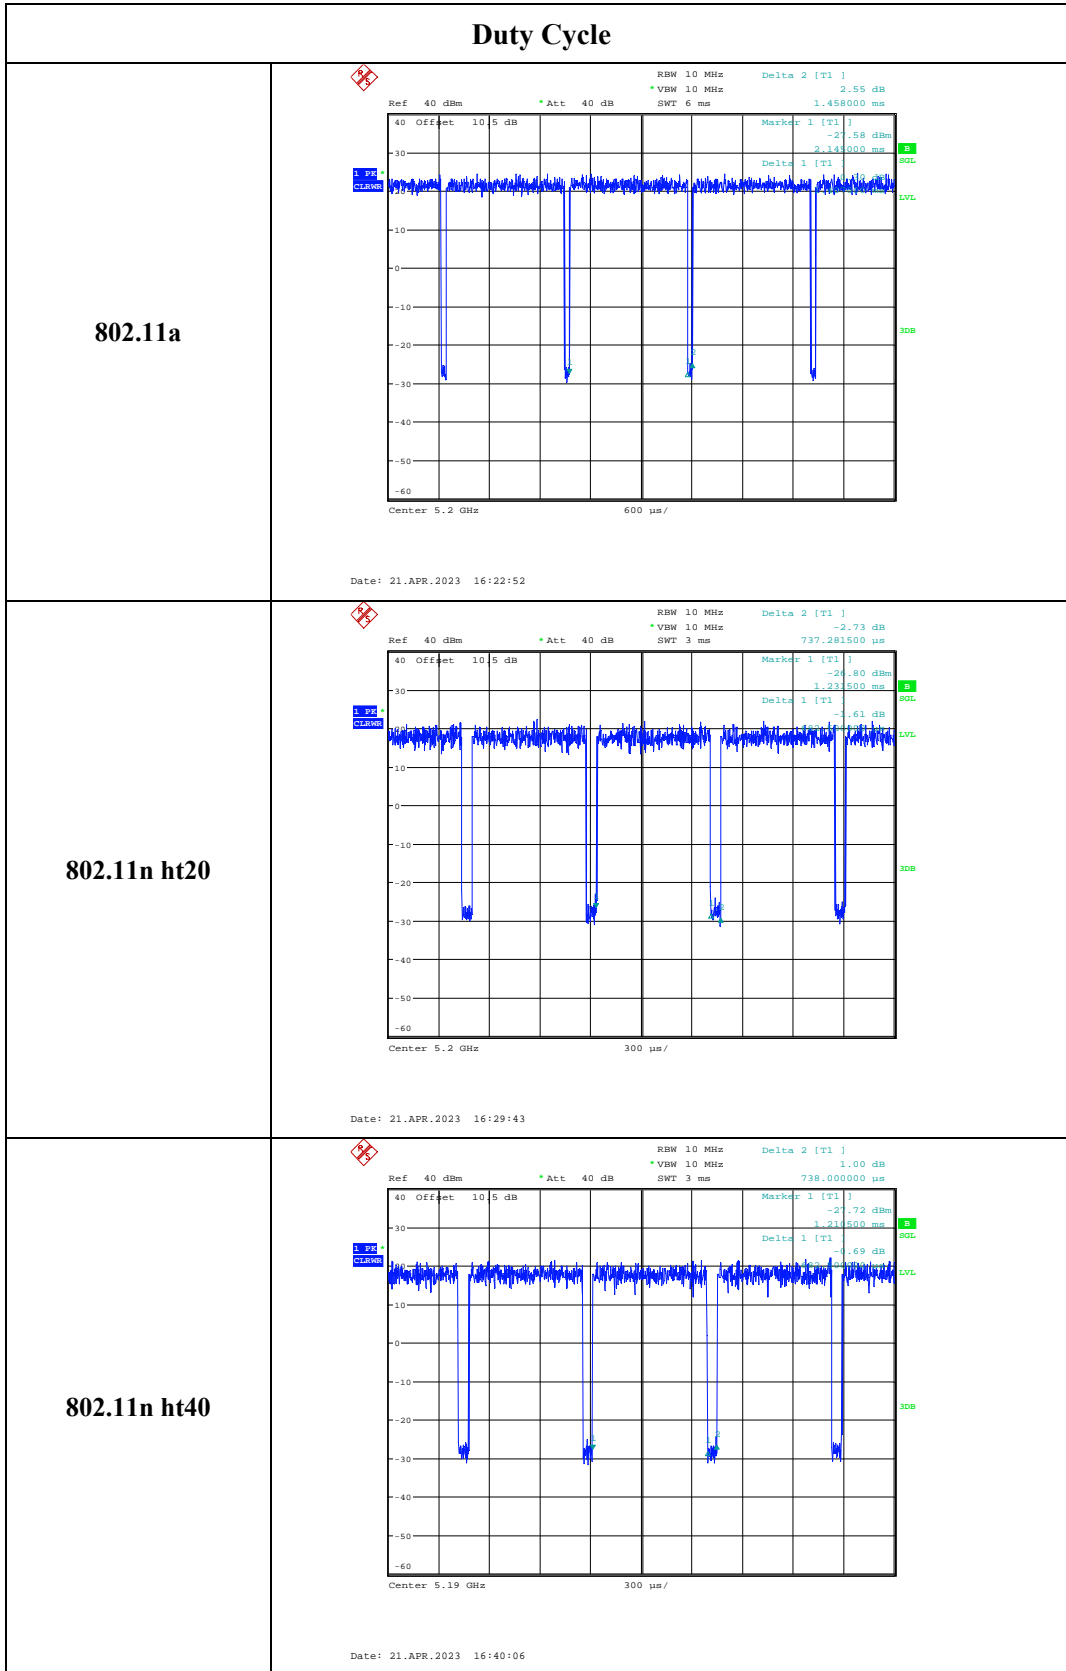 Duty Cycle
802.11a
R S
RBW 10 MHz Delta 2 [T1 ]
* VBW 10 MHz 2.55 dB
Ref 40 dBm * Att 40 dB SWT 6 ms 1.458000 ms
40 Offset 10.5 dB Marker 1 [T1 ]
-27.58 dBm
2.145000 ms B
30 SGL
Delta 1 [T1 ]
1 PK *
CLRWR
LVL
10
0
-10
3DB
-20
2
1 1
-30
-40
-50
-60
Center 5.2 GHz 600 µs/
Date: 21.APR.2023 16:22:52
802.11n ht20
R S
RBW 10 MHz Delta 2 [T1 ]
* VBW 10 MHz -2.73 dB
Ref 40 dBm * Att 40 dB SWT 3 ms 737.281500 µs
40 Offset 10.5 dB Marker 1 [T1 ]
-26.80 dBm
30 1.231500 ms B
Delta 1 [T1 ] SGL
1 PK * -1.61 dB
CLRWR
20 LVL
10
0
-10
3DB
-20
1 1 2
-30
-40
-50
-60
Center 5.2 GHz 300 µs/
Date: 21.APR.2023 16:29:43
802.11n ht40
R S
RBW 10 MHz Delta 2 [T1 ]
* VBW 10 MHz 1.00 dB
Ref 40 dBm * Att 40 dB SWT 3 ms 738.000000 µs
40 Offset 10.5 dB Marker 1 [T1 ]
-27.72 dBm
30 1.210500 ms B
Delta 1 [T1 ] SGL
1 PK * -0.69 dB
CLRWR
LVL
10
0
-10
3DB
-20
1 1 2
-30
-40
-50
-60
Center 5.19 GHz 300 µs/
Date: 21.APR.2023 16:40:06